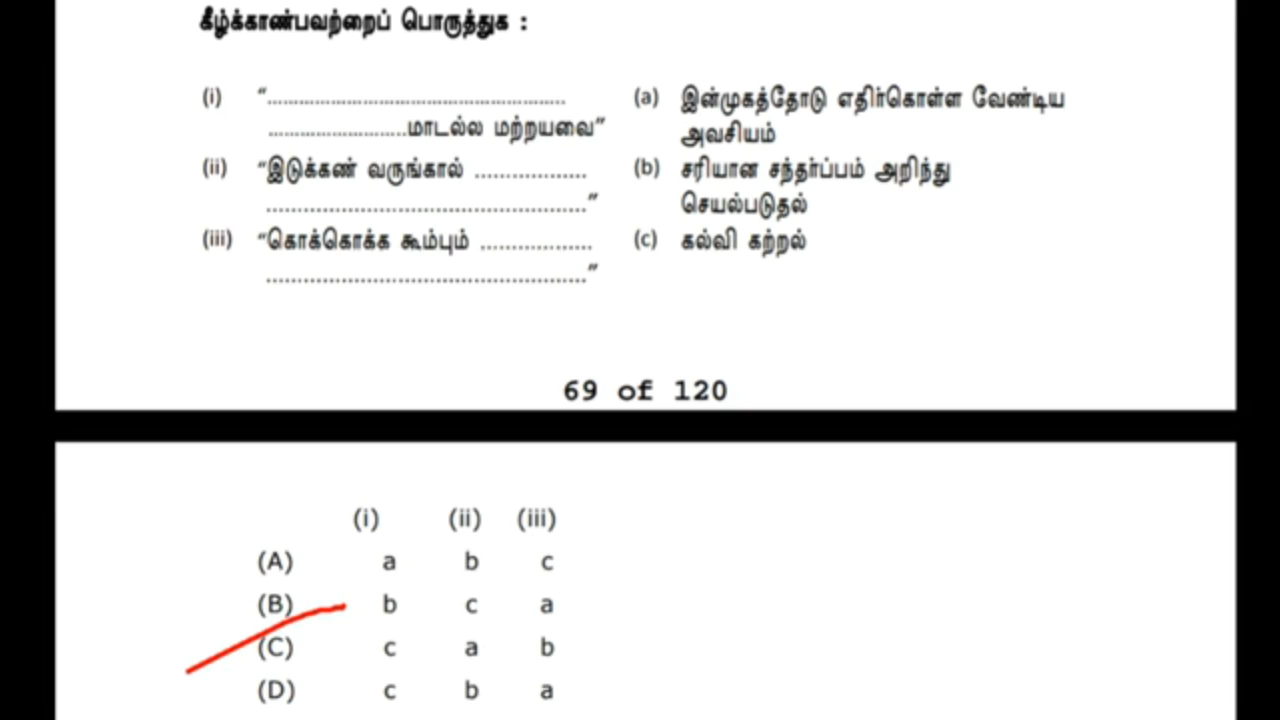 கீழ்க்காண்பவற்றைப் பொருத்துக :
(i) “............................................................ (a) இன்முகத்தோடு எதிர்கொள்ள வேண்டிய
............................மாடல்ல மற்றயவை” அவசியம்
(ii) “இடுக்கண் வருங்கால் .................. (b) சரியான சந்தர்ப்பம் அறிந்து
....................................................” செயல்படுதல்
(iii) “கொக்கொக்க கூம்பும் .................. (c) கல்வி கற்றல்
....................................................”
69 of 120
(i) (ii) (iii)
(A) a b c
(B) b c a
(C) c a b
(D) c b a